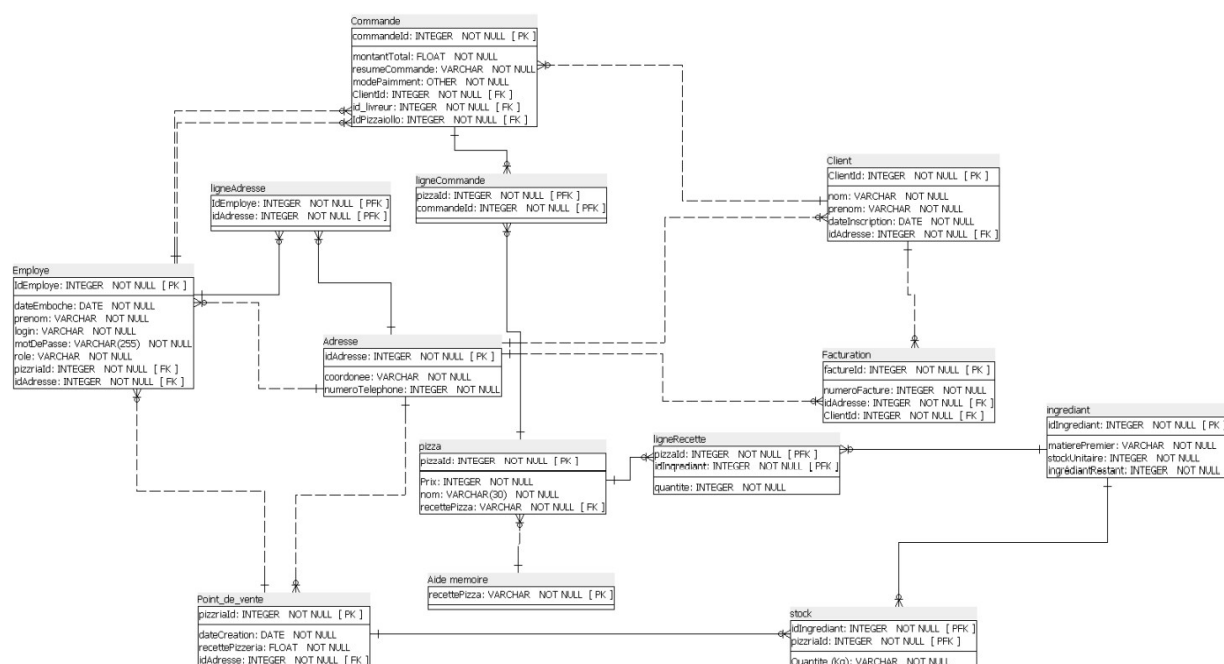 Commande
commandeId: INTEGER NOT NULL [ PK ]
montantTotal: FLOAT NOT NULL
resumeCommande: VARCHAR NOT NULL
modePaimment: OTHER NOT NULL
ClientId: INTEGER NOT NULL [ FK ]
id_livreur: INTEGER NOT NULL [ FK ]
IdPizzaiollo: INTEGER NOT NULL [ FK ]
Client
ClientId: INTEGER NOT NULL [ PK ]
nom: VARCHAR NOT NULL
prenom: VARCHAR NOT NULL
dateInscription: DATE NOT NULL
idAdresse: INTEGER NOT NULL [ FK ]
ligneAdresse
IdEmploye: INTEGER NOT NULL [ PFK ]
idAdresse: INTEGER NOT NULL [ PFK ]
ligneCommande
pizzaId: INTEGER NOT NULL [ PFK ]
commandeId: INTEGER NOT NULL [ PFK ]
Employe
IdEmploye: INTEGER NOT NULL [ PK ]
dateEmboche: DATE NOT NULL
prenom: VARCHAR NOT NULL
login: VARCHAR NOT NULL
motDePasse: VARCHAR(255) NOT NULL
role: VARCHAR NOT NULL
pizzriaId: INTEGER NOT NULL [ FK ]
idAdresse: INTEGER NOT NULL [ FK ]
Adresse
idAdresse: INTEGER NOT NULL [ PK ]
coordonee: VARCHAR NOT NULL
numeroTelephone: INTEGER NOT NULL
Facturation
factureId: INTEGER NOT NULL [ PK ]
numeroFacture: INTEGER NOT NULL
idAdresse: INTEGER NOT NULL [ FK ]
ClientId: INTEGER NOT NULL [ FK ]
ingrediant
idIngrediant: INTEGER NOT NULL [ PK ]
matierePremier: VARCHAR NOT NULL
stockUnitaire: INTEGER NOT NULL
ingrédiantRestant: INTEGER NOT NULL
pizza
pizzaId: INTEGER NOT NULL [ PK ]
Prix: INTEGER NOT NULL
nom: VARCHAR(30) NOT NULL
recettePizza: VARCHAR NOT NULL [ FK ]
ligneRecette
pizzaId: INTEGER NOT NULL [ PFK ]
idIngrediant: INTEGER NOT NULL [ PFK ]
quantite: INTEGER NOT NULL
Aide memoire
recettePizza: VARCHAR NOT NULL [ PK ]
Point_de_vente
pizzriaId: INTEGER NOT NULL [ PK ]
dateCreation: DATE NOT NULL
recettePizzeria: FLOAT NOT NULL
idAdresse: INTEGER NOT NULL [ FK ]
stock
idIngrediant: INTEGER NOT NULL [ PFK ]
pizzriaId: INTEGER NOT NULL [ PFK ]
Quantite (Kg): VARCHAR NOT NULL